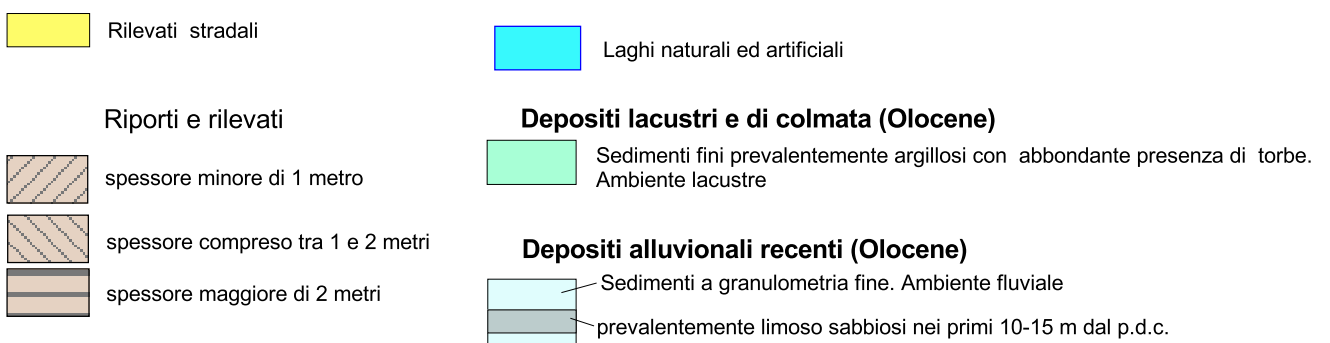 Rilevati stradali
Riporti e rilevati
spessore minore di 1 metro
spessore compreso tra 1 e 2 metri
spessore maggiore di 2 metri
Laghi naturali ed artificiali
Depositi lacustri e di colmata (Olocene)
Sedimenti fini prevalentemente argillosi con abbondante presenza di torbe.
Ambiente lacustre
Depositi alluvionali recenti (Olocene)
Sedimenti a granulometria fine. Ambiente fluviale
prevalentemente limoso sabbiosi nei primi 10-15 m dal p.d.c.